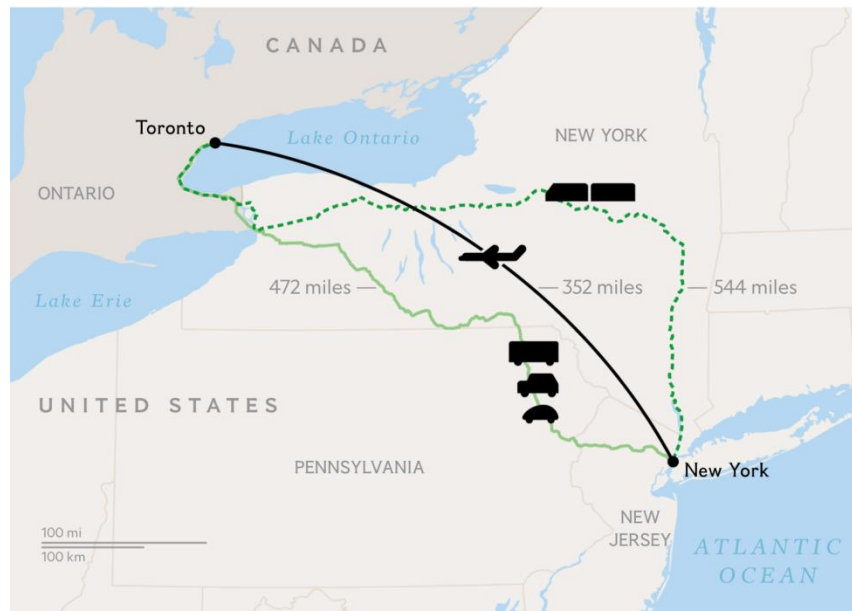 CANADA
Toronto
Lake Ontario
NEW YORK
ONTARIO
Lake Erie
472 miles
352 miles
544 miles
UNITED STATES
PENNSYLVANIA
New York
NEW
JERSEY
ATLANTIC
OCEAN
100 mi
100 km